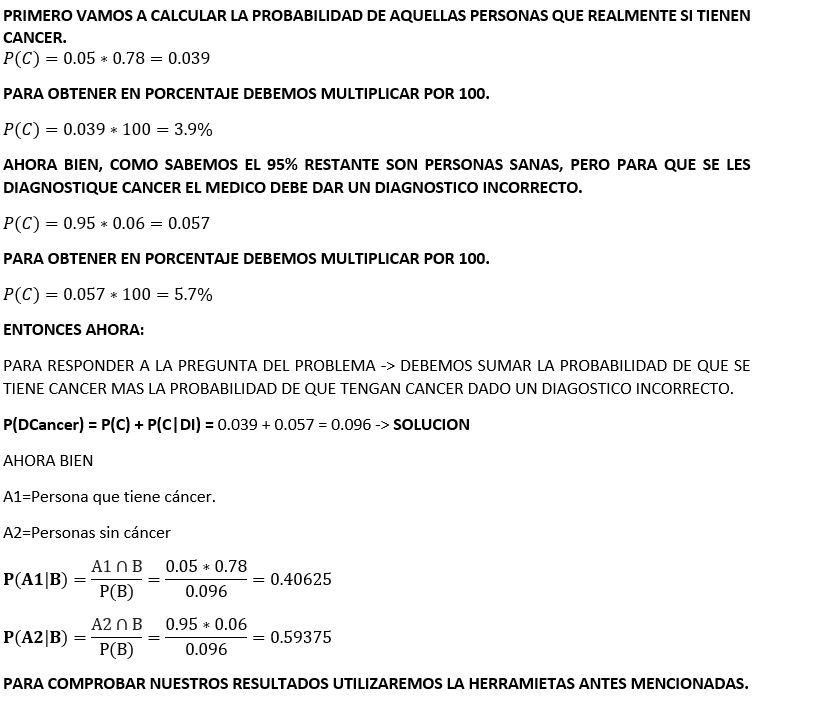 PRIMERO VAMOS A CALCULAR LA PROBABILIDAD DE AQUELLAS PERSONAS QUE REALMENTE SI TIENEN
CANCER.
P(C) = 0.05 ∗ 0.78 = 0.039
PARA OBTENER EN PORCENTAJE DEBEMOS MULTIPLICAR POR 100.
P(C) = 0.039 ∗ 100 = 3.9%
AHORA BIEN, COMO SABEMOS EL 95% RESTANTE SON PERSONAS SANAS, PERO PARA QUE SE LES
DIAGNOSTIQUE CANCER EL MEDICO DEBE DAR UN DIAGNOSTICO INCORRECTO.
P(C) = 0.95 ∗ 0.06 = 0.057
PARA OBTENER EN PORCENTAJE DEBEMOS MULTIPLICAR POR 100.
P(C) = 0.057 ∗ 100 = 5.7%
ENTONCES AHORA:
PARA RESPONDER A LA PREGUNTA DEL PROBLEMA -> DEBEMOS SUMAR LA PROBABILIDAD DE QUE SE
TIENE CANCER MAS LA PROBABILIDAD DE QUE TENGAN CANCER DADO UN DIAGOSTICO INCORRECTO.
P(DCancer) = P(C) + P(C|DI) = 0.039 + 0.057 = 0.096 -> SOLUCION
AHORA BIEN
A1=Persona que tiene cáncer.
A2=Personas sin cáncer
P(A1|B) = A1 ∩ B / P(B) = 0.05 ∗ 0.78 / 0.096 = 0.40625
P(A2|B) = A2 ∩ B / P(B) = 0.95 ∗ 0.06 / 0.096 = 0.59375
PARA COMPROBAR NUESTROS RESULTADOS UTILIZAREMOS LA HERRAMIETAS ANTES MENCIONADAS.